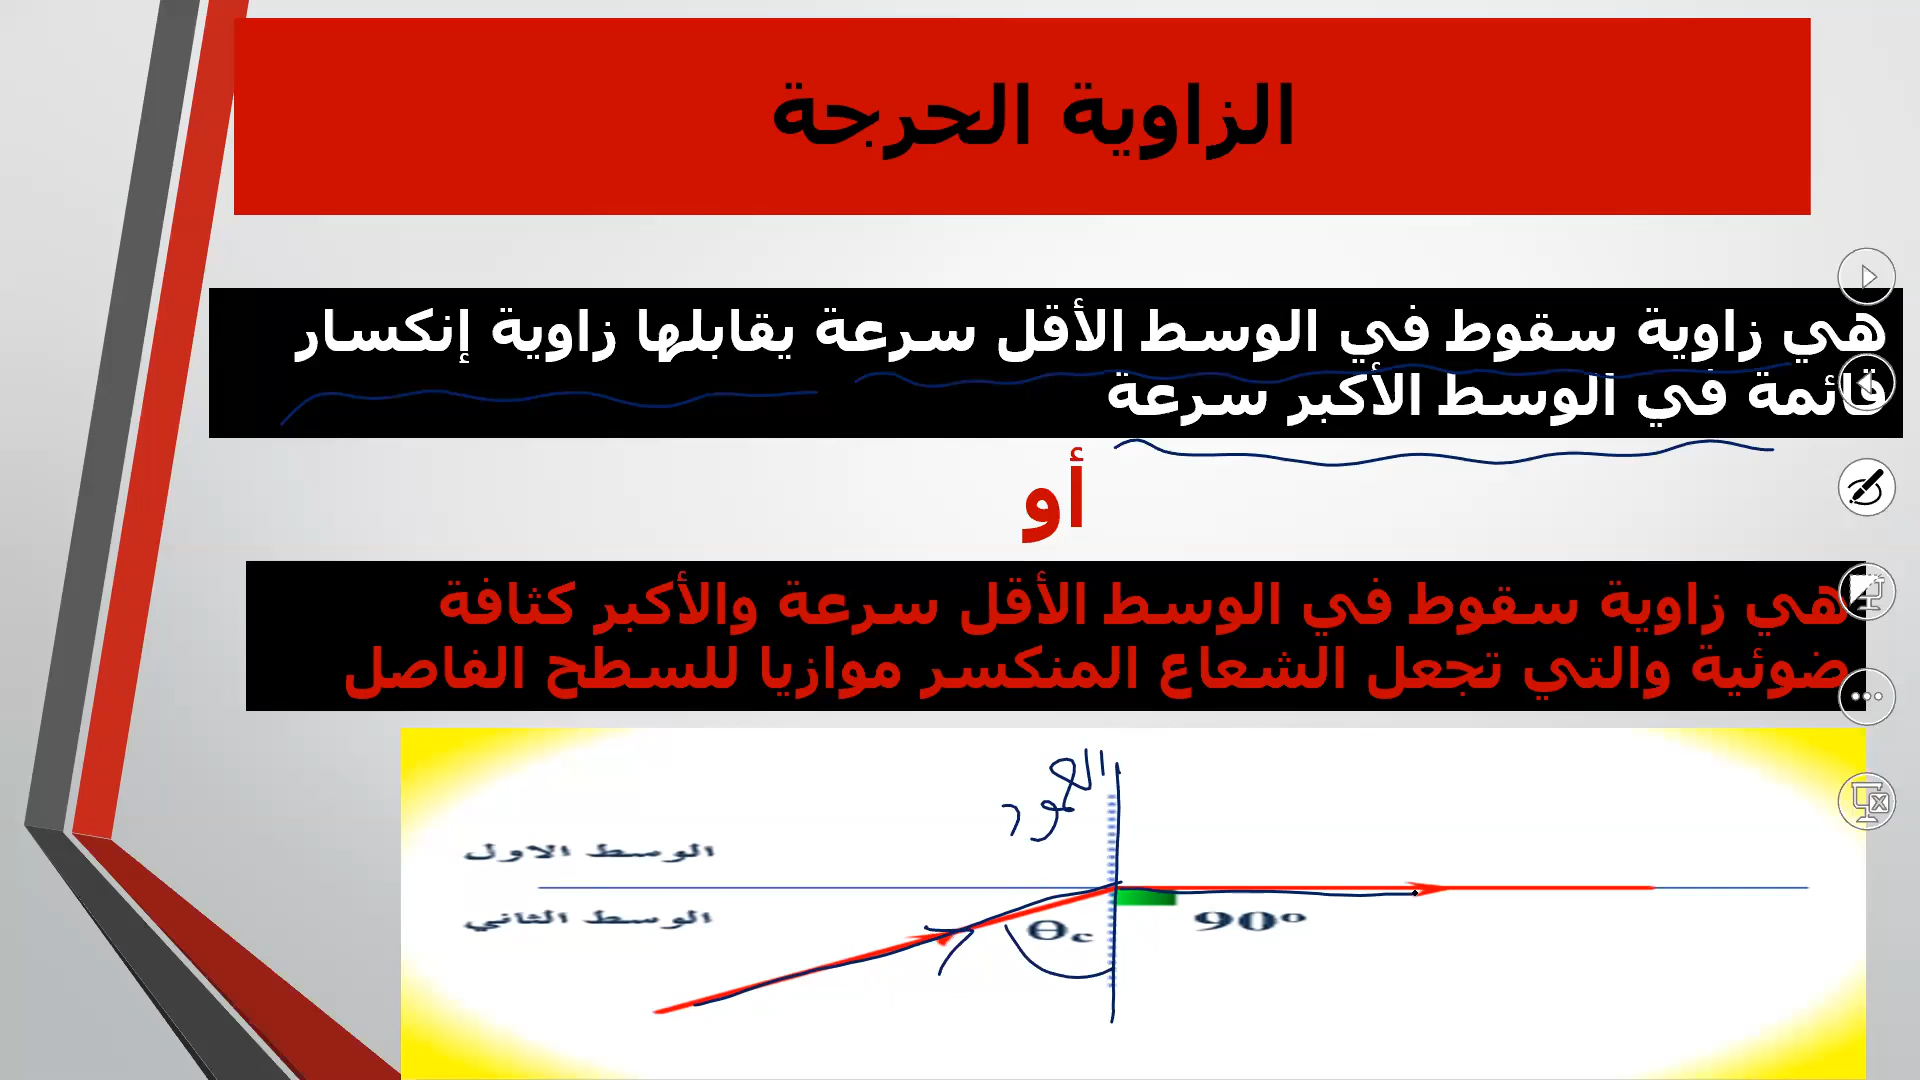 الزاوية الحرجة
هي زاوية سقوط في الوسط الأقل سرعة يقابلها زاوية إنكسار
قائمة في الوسط الأكبر سرعة
أو
هي زاوية سقوط في الوسط الأقل سرعة والأكبر كثافة
ضوئية والتي تجعل الشعاع المنكسر موازيا للسطح الفاصل
العمود
الوسط الاول
الوسط الثاني
Θc
90°